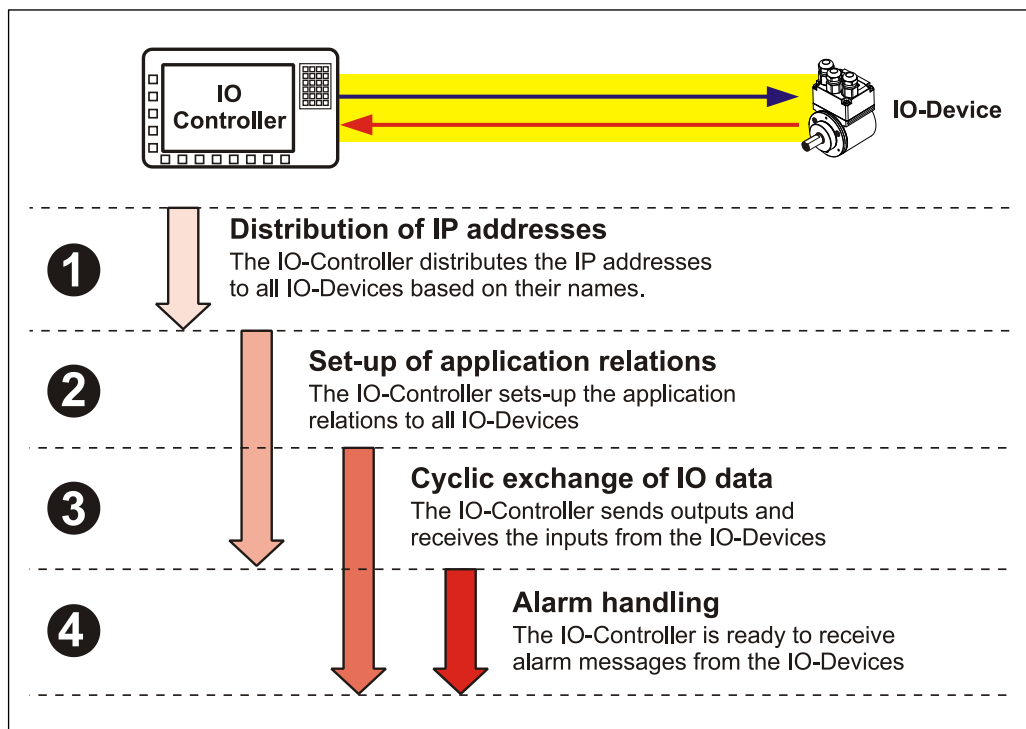 IO
Controller
IO-Device
1
Distribution of IP addresses
The IO-Controller distributes the IP addresses
to all IO-Devices based on their names.
2
Set-up of application relations
The IO-Controller sets-up the application
relations to all IO-Devices
3
Cyclic exchange of IO data
The IO-Controller sends outputs and
receives the inputs from the IO-Devices
4
Alarm handling
The IO-Controller is ready to receive
alarm messages from the IO-Devices